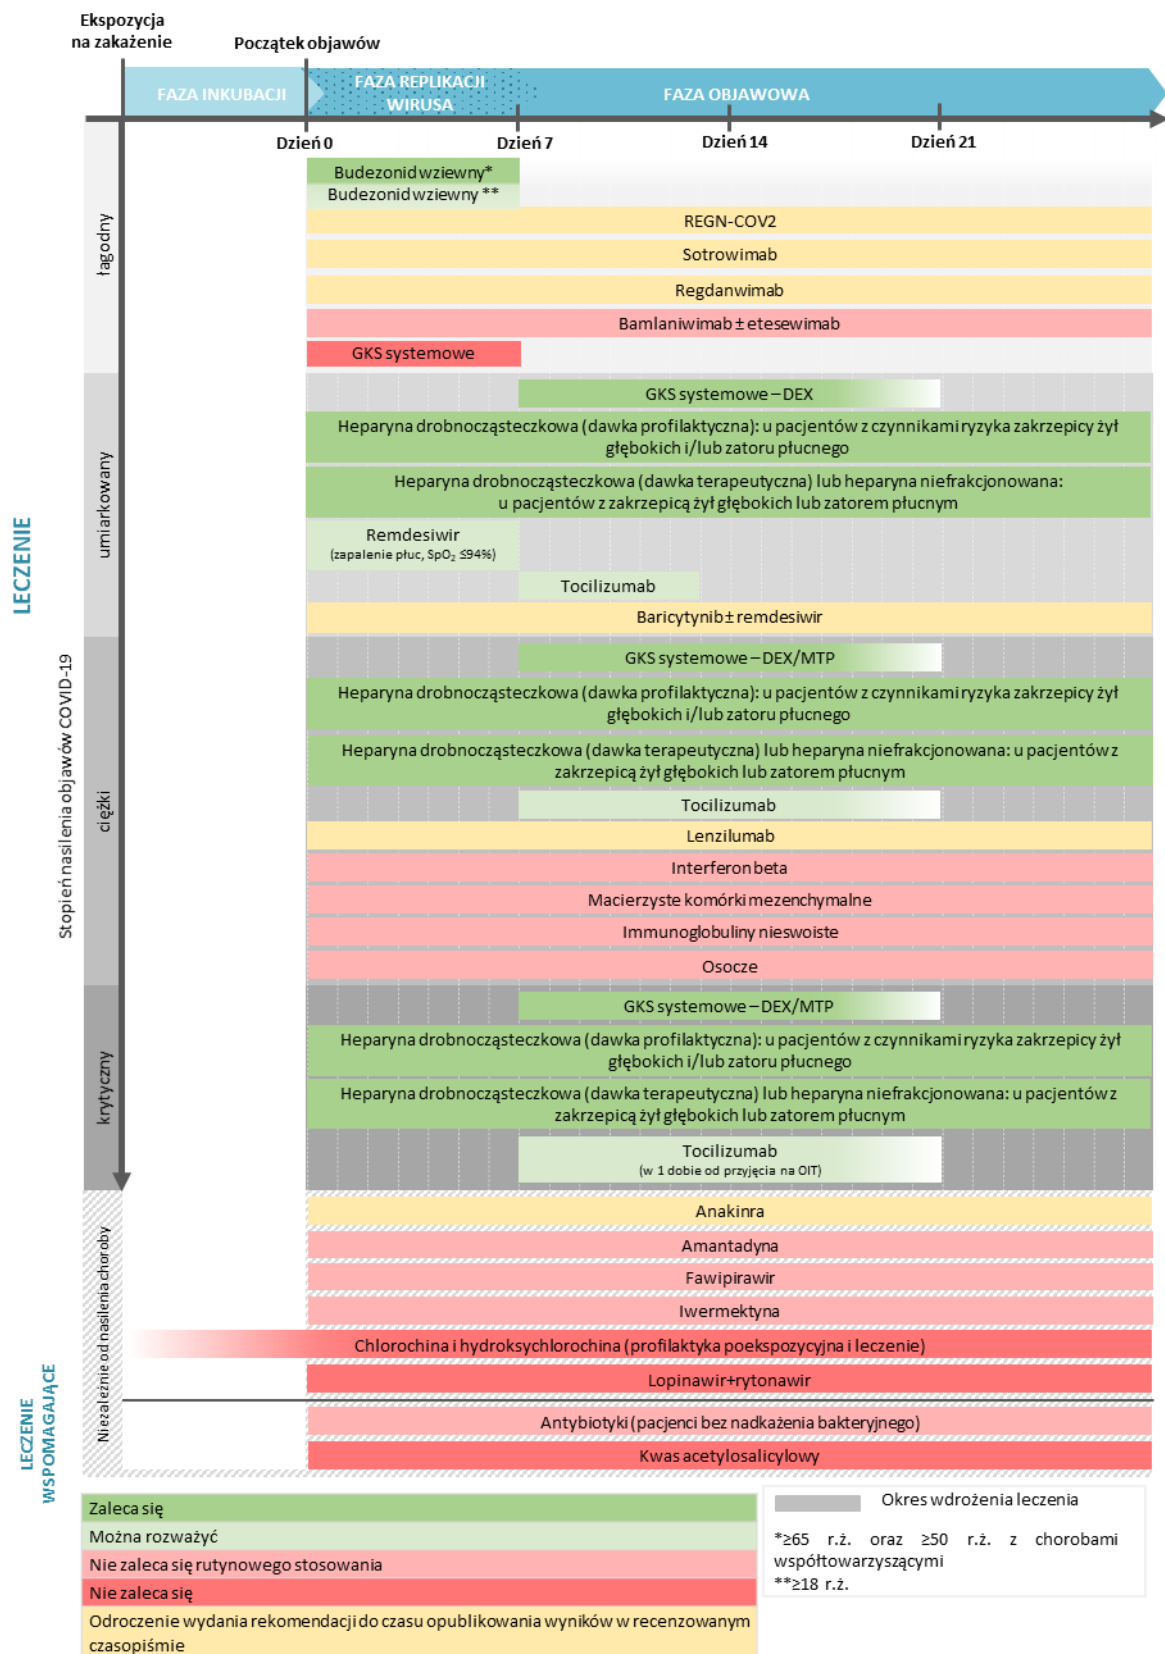 Ekspozycja
na zakażenie
Początek objawów
FAZA INKUBACJI
FAZA REPLIKACJI
WIRUSA
FAZA OBJAWOWA
Dzień 0
Dzień 7
Dzień 14
Dzień 21
LECZENIE
Stopień nasilenia objawów COVID-19
łagodny
Budezonid wziewny*
Budezonid wziewny **
REGN-COV2
Sotrowimab
Regdanwimab
Bamlaniwimab ± etesewimab
GKS systemowe
umiarkowany
GKS systemowe – DEX
Heparyna drobnocząsteczkowa (dawka profilaktyczna): u pacjentów z czynnikami ryzyka zakrzepicy żył
głębokich i/lub zatoru płucnego
Heparyna drobnocząsteczkowa (dawka terapeutyczna) lub heparyna niefrakcjonowana:
u pacjentów z zakrzepicą żył głębokich lub zatorem płucnym
Remdesiwir
(zapalenie płuc, SpO₂ ≤94%)
Tocilizumab
Baricytynib ± remdesiwir
ciężki
GKS systemowe – DEX/MTP
Heparyna drobnocząsteczkowa (dawka profilaktyczna): u pacjentów z czynnikami ryzyka zakrzepicy żył
głębokich i/lub zatoru płucnego
Heparyna drobnocząsteczkowa (dawka terapeutyczna) lub heparyna niefrakcjonowana: u pacjentów z
zakrzepicą żył głębokich lub zatorem płucnym
Tocilizumab
Lenzilumab
Interferon beta
Macierzyste komórki mezenchymalne
Immunoglobuliny nieswoiste
Osocze
krytyczny
GKS systemowe – DEX/MTP
Heparyna drobnocząsteczkowa (dawka profilaktyczna): u pacjentów z czynnikami ryzyka zakrzepicy żył
głębokich i/lub zatoru płucnego
Heparyna drobnocząsteczkowa (dawka terapeutyczna) lub heparyna niefrakcjonowana: u pacjentów z
zakrzepicą żył głębokich lub zatorem płucnym
Tocilizumab
(w 1 dobie od przyjęcia na OIT)
Niezależnie od nasilenia choroby
Anakinra
Amantadyna
Fawipirawir
Iwermektyna
Chlorochina i hydroksychlorochina (profilaktyka poekspozycyjna i leczenie)
Lopinawir+rytonawir
LECZENIE
WSPOMAGAJĄCE
Antybiotyki (pacjenci bez nadkażenia bakteryjnego)
Kwas acetylosalicylowy
Zaleca się
Można rozważyć
Nie zaleca się rutynowego stosowania
Nie zaleca się
Odroczenie wydania rekomendacji do czasu opublikowania wyników w recenzowanym
czasopiśmie
Okres wdrożenia leczenia
*≥65 r.ż. oraz ≥50 r.ż. z chorobami
współtowarzyszącymi
**≥18 r.ż.